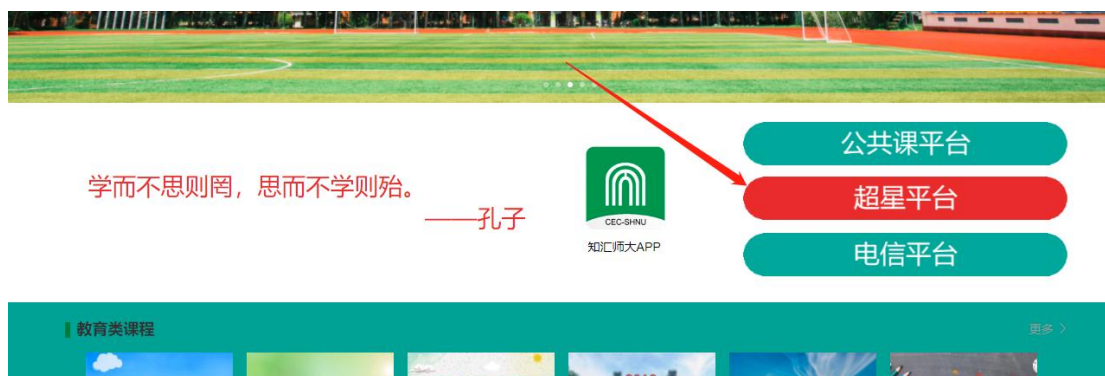 公共课平台
学而不思则罔，思而不学则殆。
——孔子
超星平台
CEC-SHNU
知汇师大APP
电信平台
教育类课程
更多 >